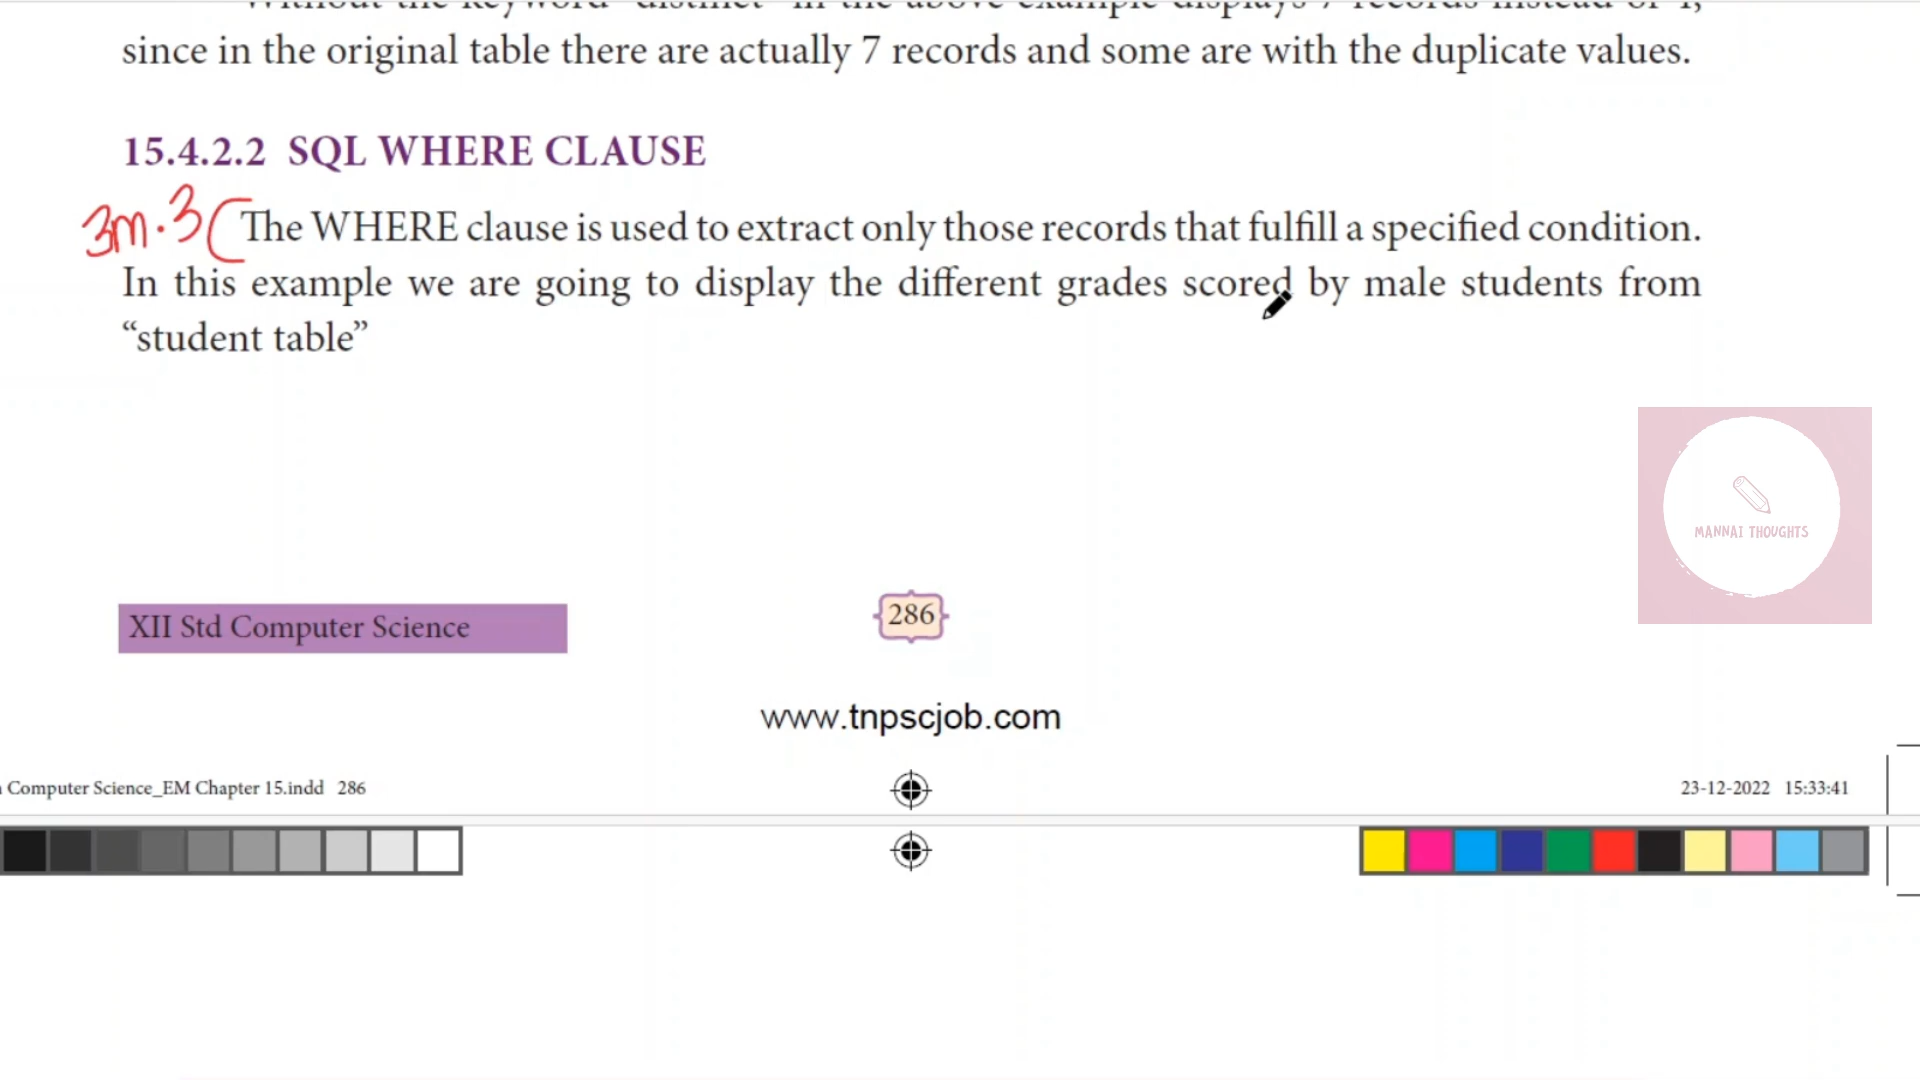 since in the original table there are actually 7 records and some are with the duplicate values.
15.4.2.2 SQL WHERE CLAUSE
3m.3 (The WHERE clause is used to extract only those records that fulfill a specified condition.
In this example we are going to display the different grades scored by male students from
“student table”
MANNAI THOUGHTS
XII Std Computer Science
286
www.tnpscjob.com
Computer Science_EM Chapter 15.indd 286
23-12-2022 15:33:41